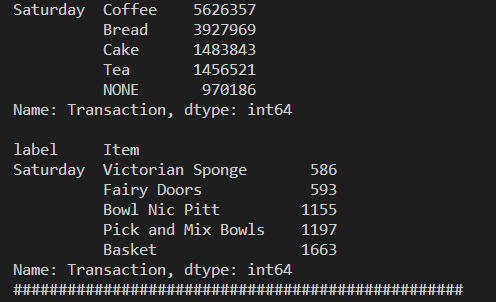 Saturday  Coffee    5626357
          Bread     3927969
          Cake      1483843
          Tea       1456521
          NONE       970186
Name: Transaction, dtype: int64

label     Item
Saturday  Victorian Sponge       586
          Fairy Doors            593
          Bowl Nic Pitt         1155
          Pick and Mix Bowls    1197
          Basket                1663
Name: Transaction, dtype: int64
##################################################